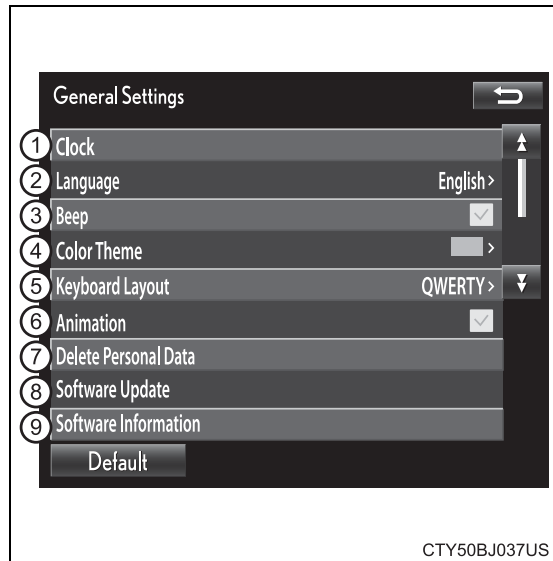 General Settings
1 Clock
2 Language English >
3 Beep
4 Color Theme >
5 Keyboard Layout QWERTY >
6 Animation
7 Delete Personal Data
8 Software Update
9 Software Information
Default
CTY50BJ037US